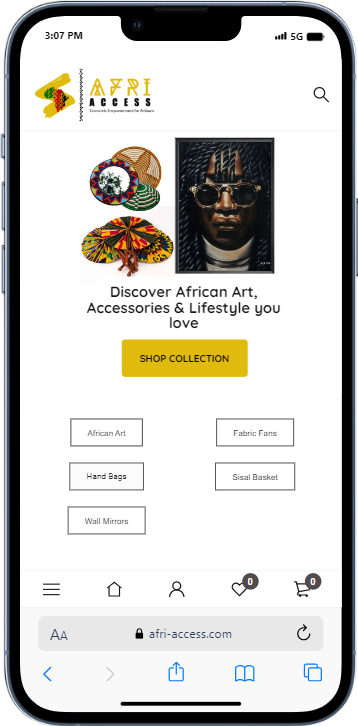 3:07 PM
5G
AFRI
ACCESS
Economic Empowerment for Artisans
Discover African Art,
Accessories & Lifestyle you
love
SHOP COLLECTION
African Art
Fabric Fans
Hand Bags
Sisal Basket
Wall Mirrors
0
0
AA
afri-access.com